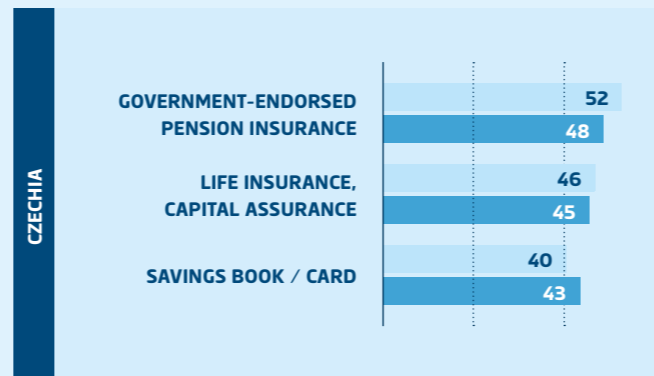 CZECHIA
GOVERNMENT-ENDORSED
PENSION INSURANCE
52
48
LIFE INSURANCE,
CAPITAL ASSURANCE
46
45
SAVINGS BOOK / CARD
40
43